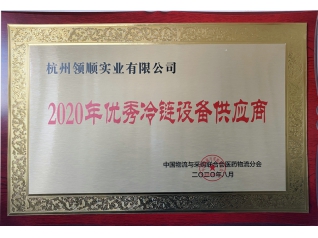 杭州领顺实业有限公司
2020年优秀冷链设备供应商
中国物流与采购联合会医药物流分会
二〇二〇年八月